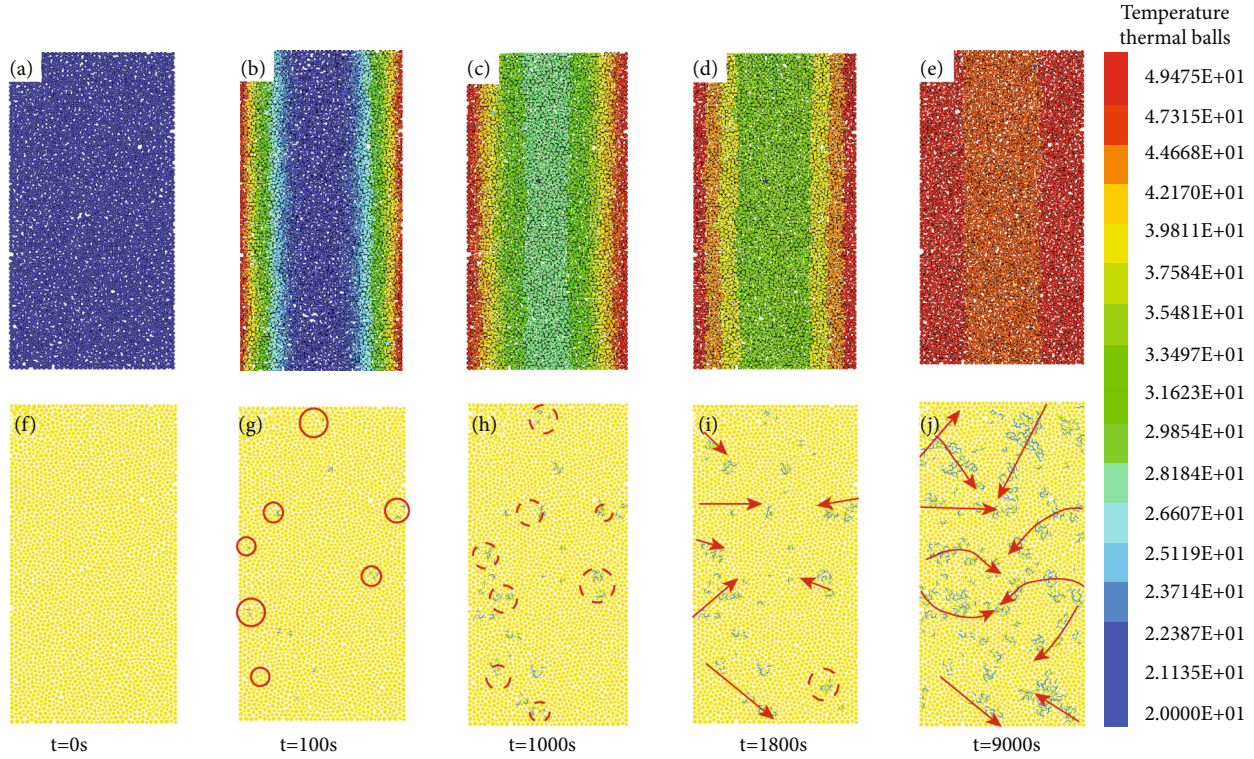 Temperature
thermal balls
(a)
(b)
(c)
(d)
(e)
4.9475E+01
4.7315E+01
4.4668E+01
4.2170E+01
3.9811E+01
3.7584E+01
3.5481E+01
3.3497E+01
3.1623E+01
2.9854E+01
2.8184E+01
2.6607E+01
2.5119E+01
2.3714E+01
2.2387E+01
2.1135E+01
2.0000E+01
(f)
(g)
(h)
(i)
(j)
t=0s
t=100s
t=1000s
t=1800s
t=9000s